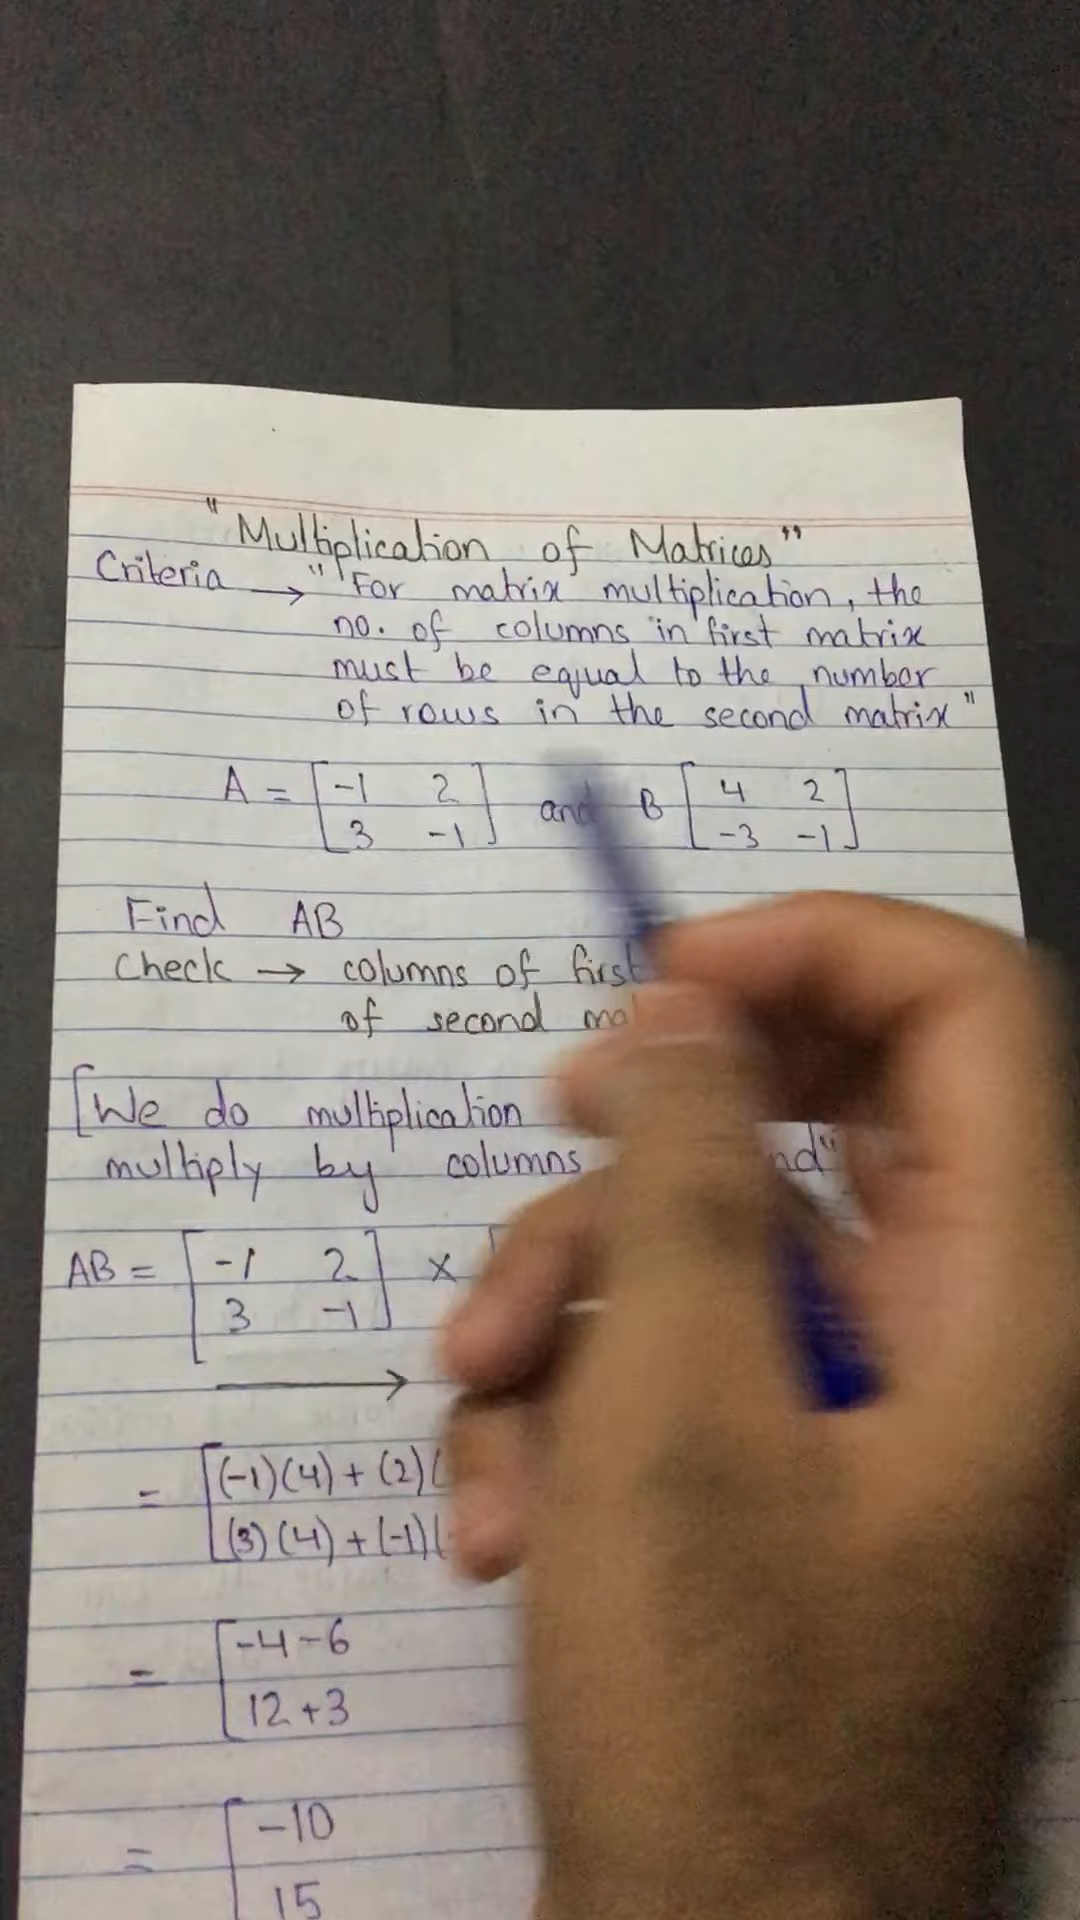 "Multiplication of Matrices"
Criteria → "For matrix multiplication, the
no. of columns in first matrix
must be equal to the number
of rows in the second matrix"
A = [-1 2] and B [4 2]
[3 -1] [-3 -1]
Find AB
Check → columns of first
of second
[We do multiplication
multiply by columns
AB = [-1 2] ×
[3 -1]
→
= [(-1)(4) + (2)(
[(3)(4) + (-1)(
= [-4-6
[12+3
= [-10
[15